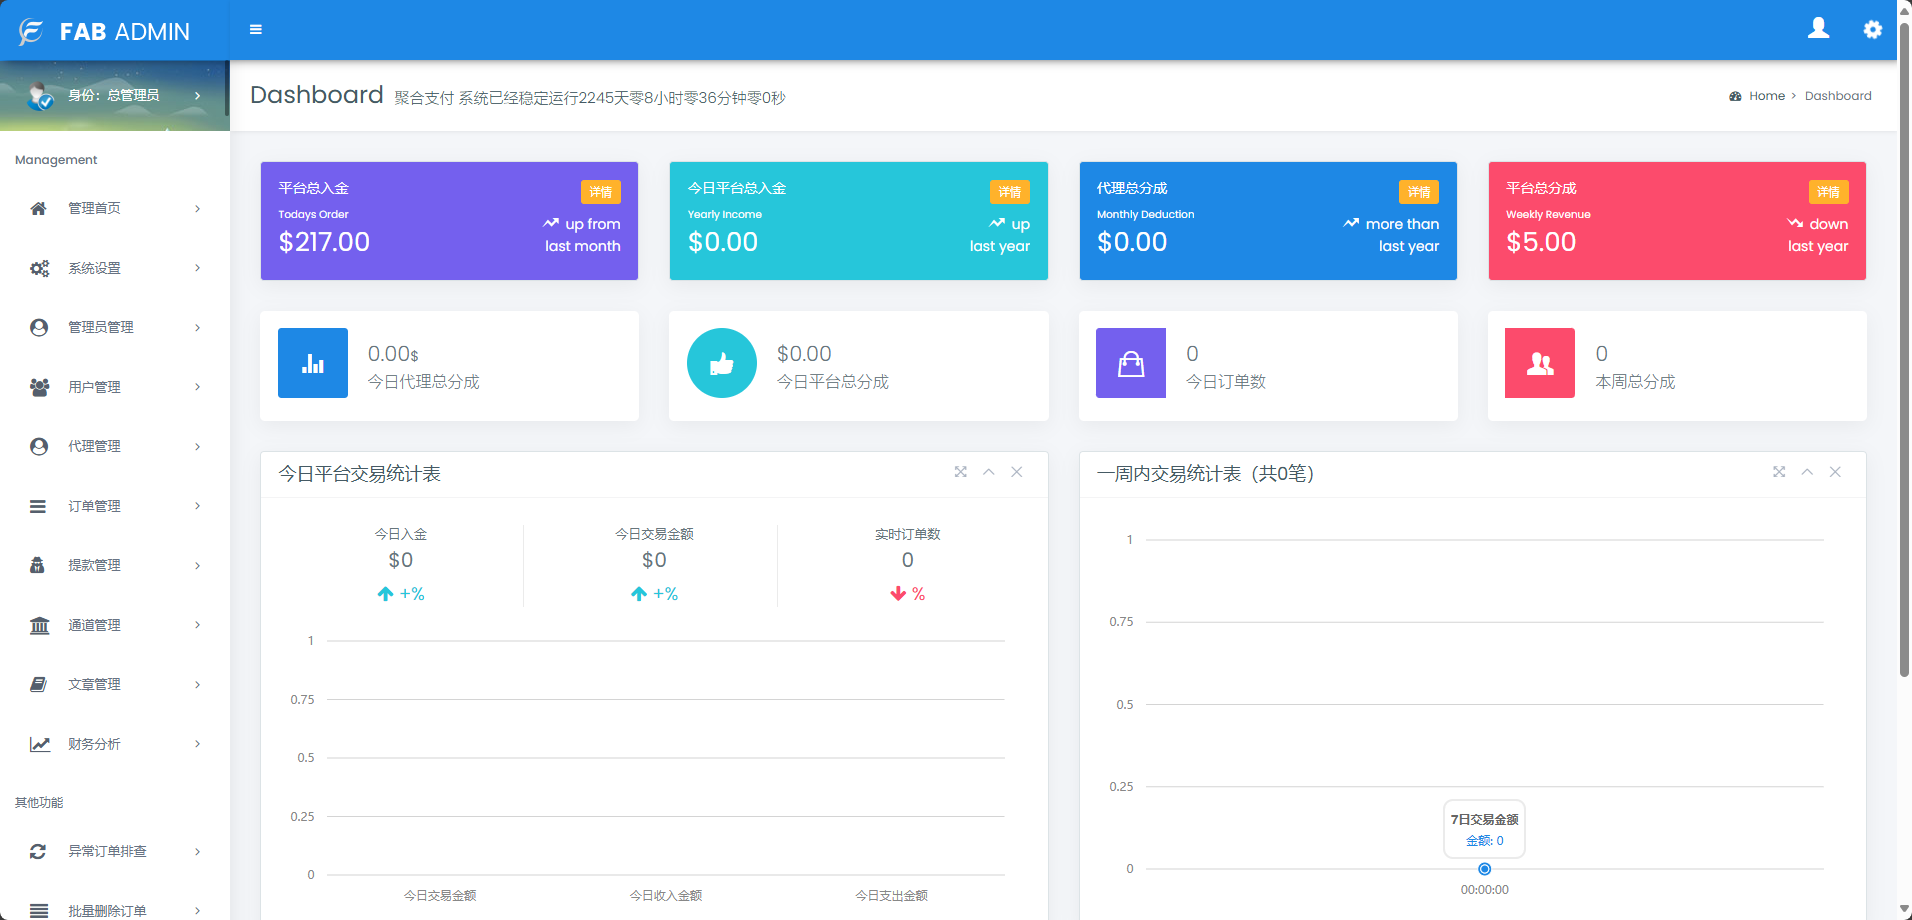 FAB ADMIN
身份：总管理员
Management
管理首页
系统设置
管理员管理
用户管理
代理管理
订单管理
提款管理
通道管理
文章管理
财务分析
其他功能
异常订单排查
批量删除订单
Dashboard 聚合支付 系统已经稳定运行2245天零8小时零36分钟零0秒
Home > Dashboard
平台总入金
详情
Todays Order
$217.00
up from
last month
今日平台总入金
详情
Yearly Income
$0.00
up
last year
代理总分成
详情
Monthly Deduction
$0.00
more than
last year
平台总分成
详情
Weekly Revenue
$5.00
down
last year
0.00$
今日代理总分成
$0.00
今日平台总分成
0
今日订单数
0
本周总分成
今日平台交易统计表
今日入金
$0
+%
今日交易金额
$0
+%
实时订单数
0
%
1
0.75
0.5
0.25
0
今日交易金额
今日收入金额
今日支出金额
一周内交易统计表（共0笔）
1
0.75
0.5
0.25
0
7日交易金额
金额: 0
00:00:00